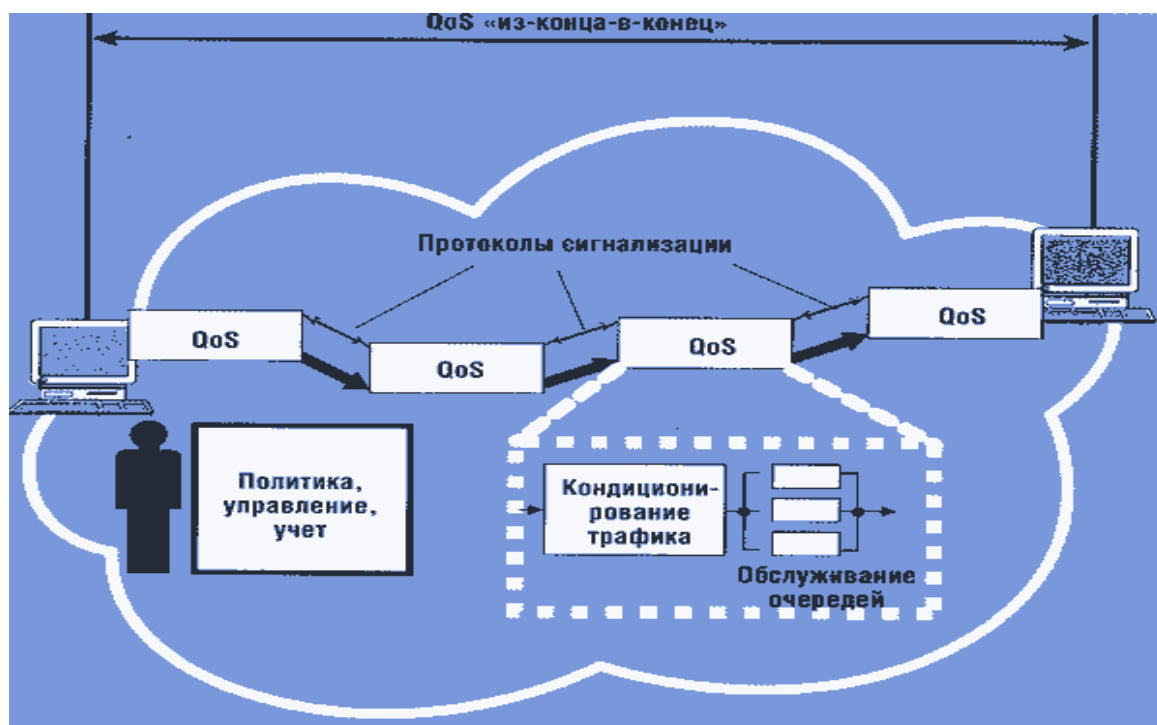 QoS «из-конца-в-конец»
Протоколы сигнализации
QoS
QoS
QoS
QoS
Политика,
управление,
учет
Кондициони-
рование
трафика
Обслуживание
очередей